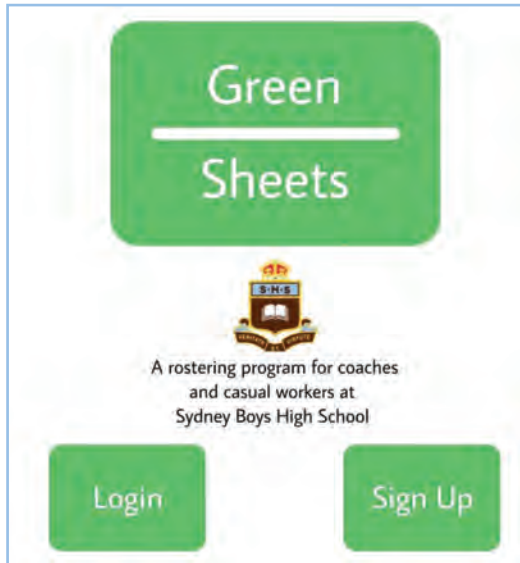 Green
Sheets
S·H·S
A rostering program for coaches
and casual workers at
Sydney Boys High School
Login
Sign Up